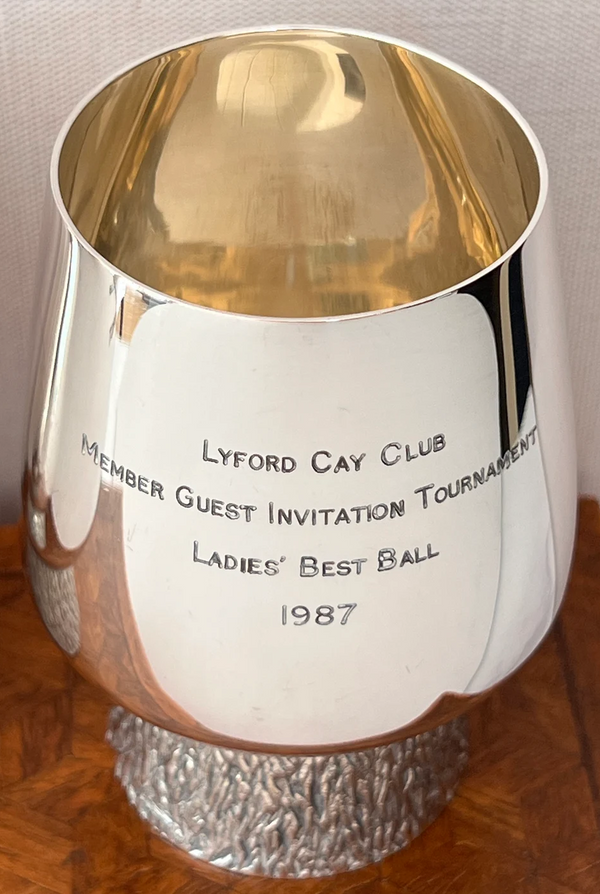 Lyford Cay Club
Member Guest Invitation Tournament
Ladies' Best Ball
1987